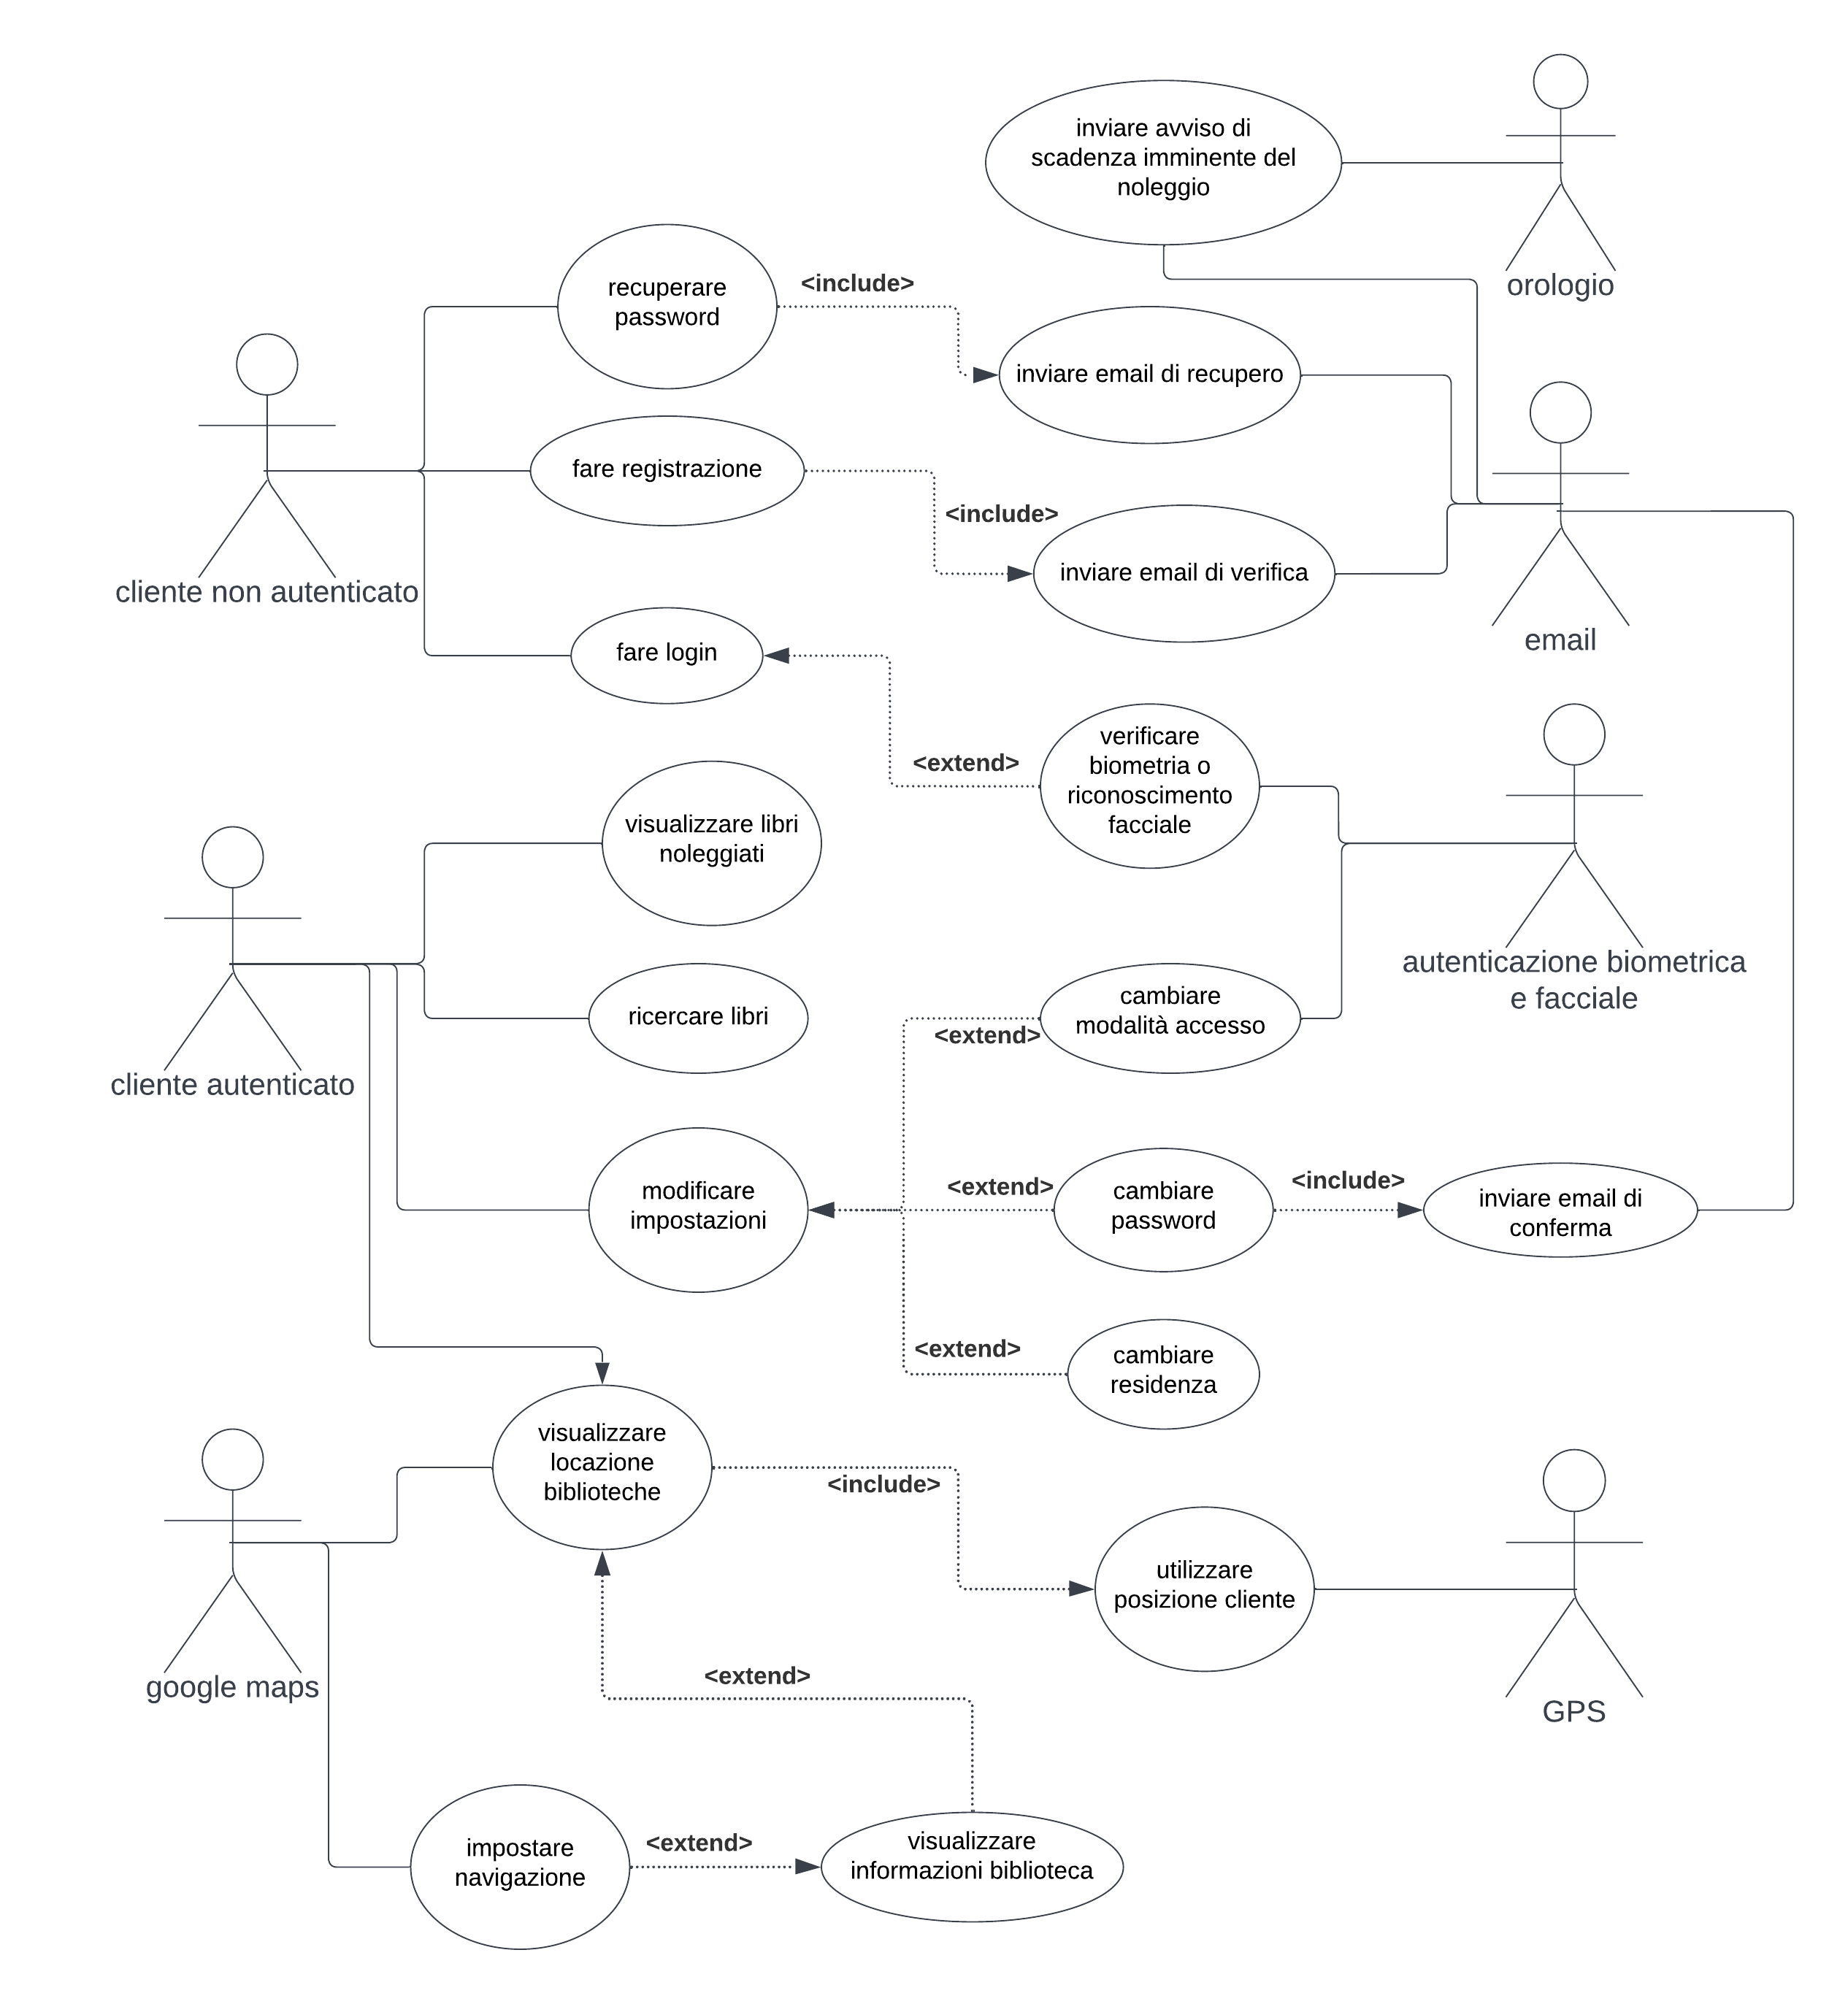 inviare avviso di
scadenza imminente del
noleggio
orologio
recuperare
password
<include>
inviare email di recupero
fare registrazione
<include>
inviare email di verifica
cliente non autenticato
email
fare login
<extend>
verificare
biometria o
riconoscimento
facciale
visualizzare libri
noleggiati
autenticazione biometrica
e facciale
cambiare
modalità accesso
<extend>
ricercare libri
cliente autenticato
modificare
impostazioni
<extend>
cambiare
password
<include>
inviare email di
conferma
<extend>
cambiare
residenza
visualizzare
locazione
biblioteche
<include>
utilizzare
posizione cliente
google maps
<extend>
GPS
impostare
navigazione
<extend>
visualizzare
informazioni biblioteca